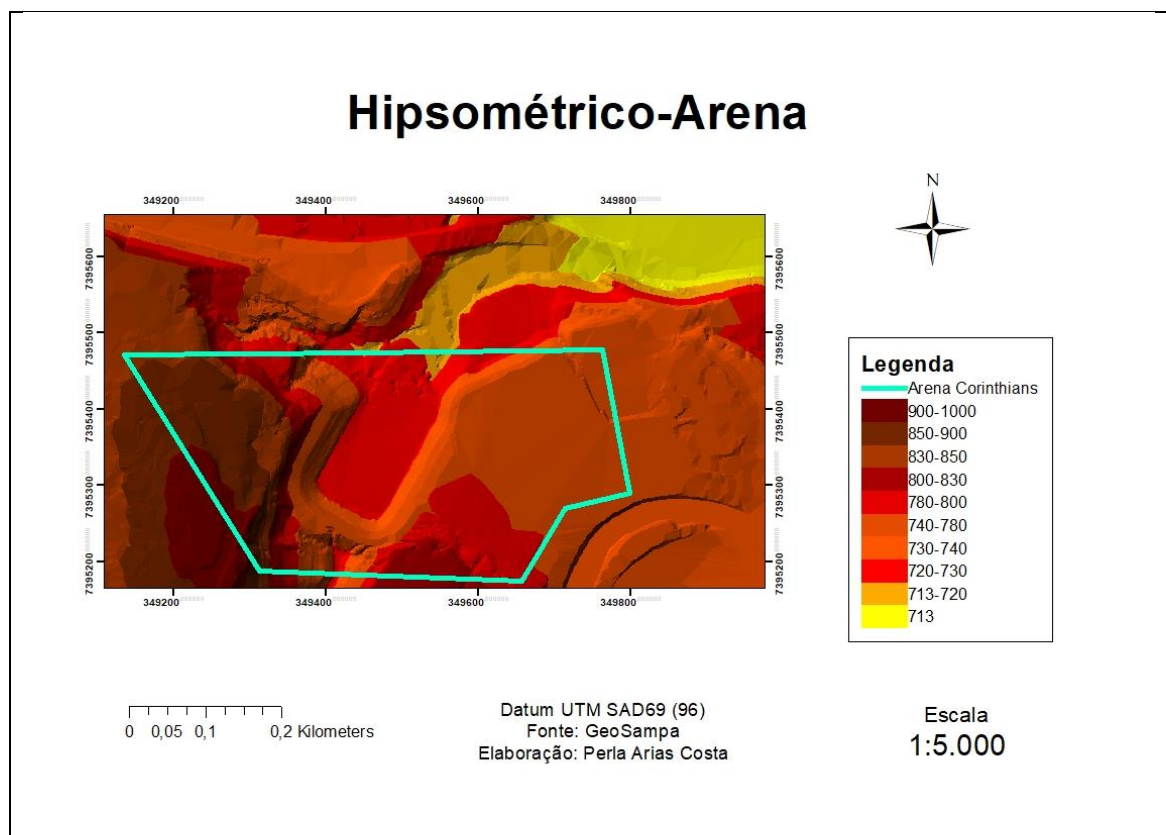 Hipsométrico-Arena
349200 349400 349600 349800
7395600
7395500
7395400
7395300
7395200
7395600
7395500
7395400
7395300
7395200
349200 349400 349600 349800
N
Legenda
Arena Corinthians
900-1000
850-900
830-850
800-830
780-800
740-780
730-740
720-730
713-720
713
0 0,05 0,1 0,2 Kilometers
Datum UTM SAD69 (96)
Fonte: GeoSampa
Elaboração: Perla Arias Costa
Escala
1:5.000